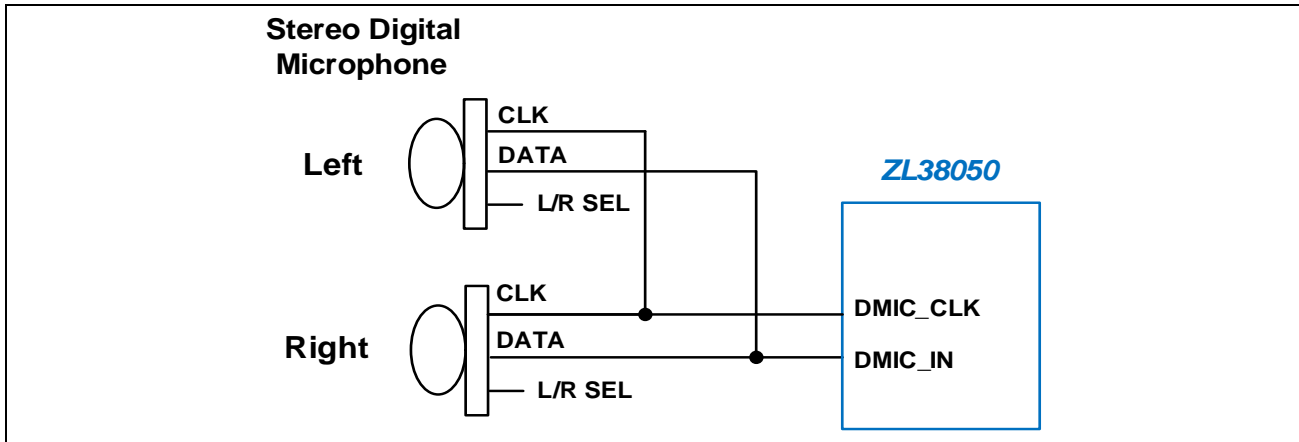 Stereo Digital
Microphone
CLK
DATA
Left
L/R SEL
ZL38050
CLK
DMIC_CLK
DATA
Right
DMIC_IN
L/R SEL